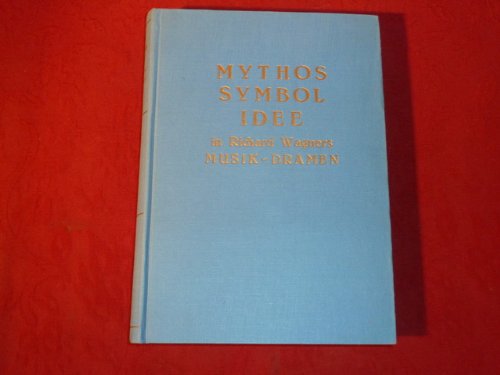 MYTHOS
SYMBOL
IDEE
in Richard Wagners
MUSIK-DRAMEN